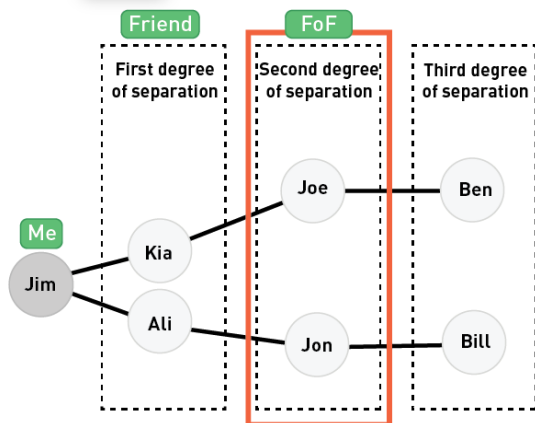 Friend
FoF
First degree
of separation
Second degree
of separation
Third degree
of separation
Me
Jim
Kia
Ali
Joe
Jon
Ben
Bill